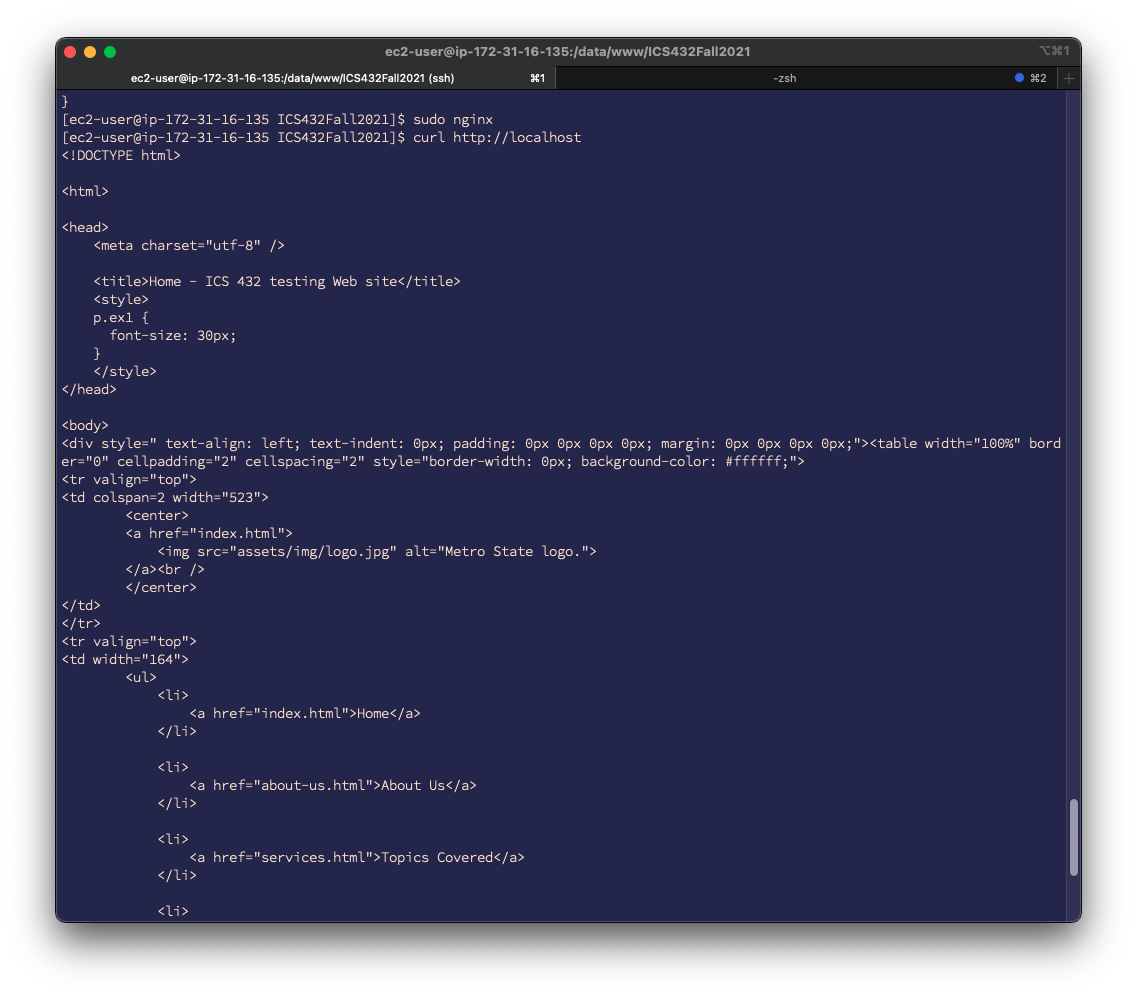 ec2-user@ip-172-31-16-135:/data/www/ICS432Fall2021
⌥⌘1
ec2-user@ip-172-31-16-135:/data/www/ICS432Fall2021 (ssh)
⌘1
-zsh
⌘2
+
}
[ec2-user@ip-172-31-16-135 ICS432Fall2021]$ sudo nginx
[ec2-user@ip-172-31-16-135 ICS432Fall2021]$ curl http://localhost
<!DOCTYPE html>

<html>

<head>
    <meta charset="utf-8" />

    <title>Home - ICS 432 testing Web site</title>
    <style>
    p.ex1 {
      font-size: 30px;
    }
    </style>
</head>

<body>
<div style=" text-align: left; text-indent: 0px; padding: 0px 0px 0px 0px; margin: 0px 0px 0px 0px;"><table width="100%" bord
er="0" cellpadding="2" cellspacing="2" style="border-width: 0px; background-color: #ffffff;">
<tr valign="top">
<td colspan=2 width="523">
        <center>
        <a href="index.html">
            <img src="assets/img/logo.jpg" alt="Metro State logo.">
        </a><br />
        </center>
</td>
</tr>
<tr valign="top">
<td width="164">
        <ul>
            <li>
                <a href="index.html">Home</a>
            </li>

            <li>
                <a href="about-us.html">About Us</a>
            </li>

            <li>
                <a href="services.html">Topics Covered</a>
            </li>

            <li>